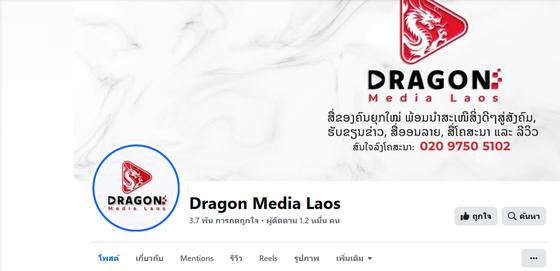 DRAGON
Media Laos
ສື່ຂອງຄົນຍຸກໃໝ່ ພ້ອມນຳສະເໜີສິ່ງດີໆສູ່ສັງຄົມ,
ຮັບຂຽນຂ່າວ, ສື່ອອນລາຍ, ສື່ໂຄສະນາ ແລະ ລີວິວ
ສົນໃຈລົງໂຄສະນາ: 020 9750 5102
DRAGON
Media Laos
Dragon Media Laos
3.7 พัน การกดถูกใจ • ผู้ติดตาม 1.2 หมื่น คน
ถูกใจ
ค้นหา
โพสต์ เกี่ยวกับ Mentions รีวิว Reels รูปภาพ เพิ่มเติม